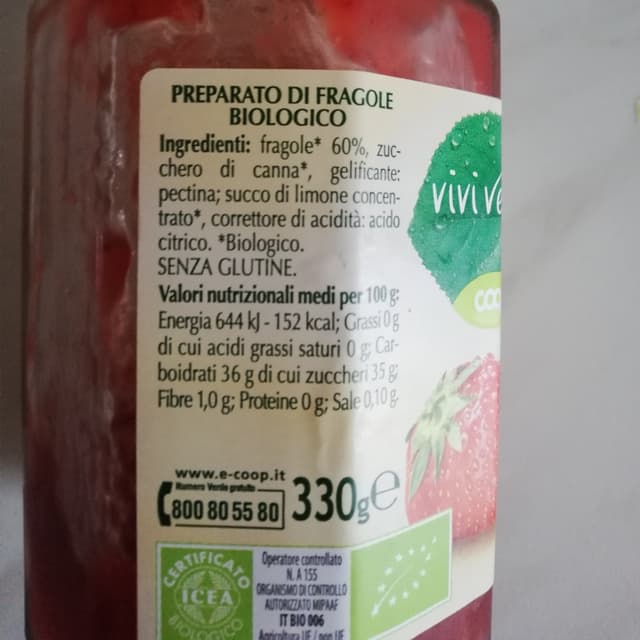 PREPARATO DI FRAGOLE
BIOLOGICO
Ingredienti: fragole* 60%, zuc-
chero di canna*, gelificante:
pectina; succo di limone concen-
trato*, correttore di acidità: acido
citrico. *Biologico.
SENZA GLUTINE.
Valori nutrizionali medi per 100 g:
Energia 644 kJ - 152 kcal; Grassi 0 g
di cui acidi grassi saturi 0 g; Car-
boidrati 36 g di cui zuccheri 35 g;
Fibre 1,0 g; Proteine 0 g; Sale 0,10 g.
vivi ve
coo
www.e-coop.it
Numero Verde gratuito
800 80 55 80
330g e
CERTIFICATO
ICEA
BIOLOGICO
Operatore controllato
N. A 155
ORGANISMO DI CONTROLLO
AUTORIZZATO MIPAAF
IT BIO 006
Agricoltura UE / non UE